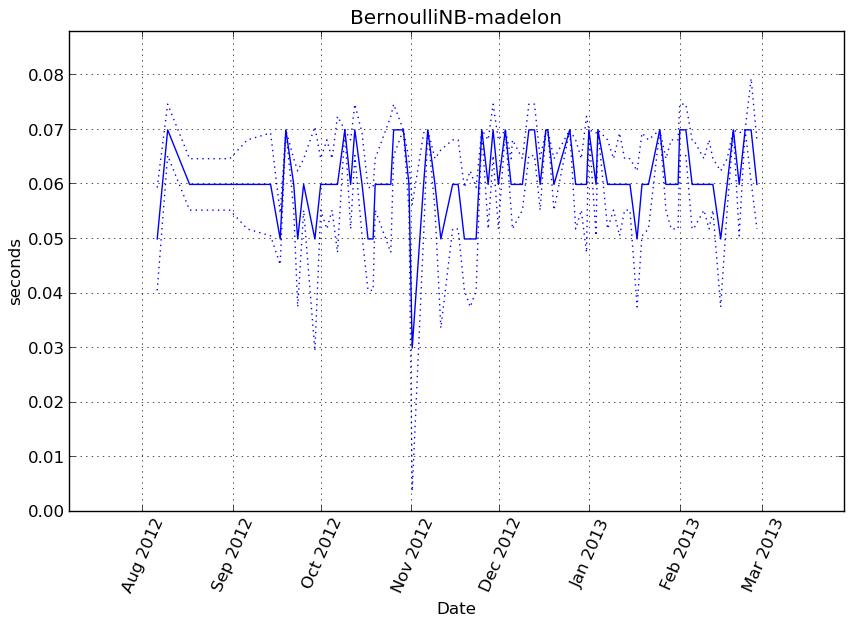 BernoulliNB-madelon
0.08
0.07
0.06
0.05
0.04
0.03
0.02
0.01
0.00
seconds
Aug 2012
Sep 2012
Oct 2012
Nov 2012
Dec 2012
Jan 2013
Feb 2013
Mar 2013
Date